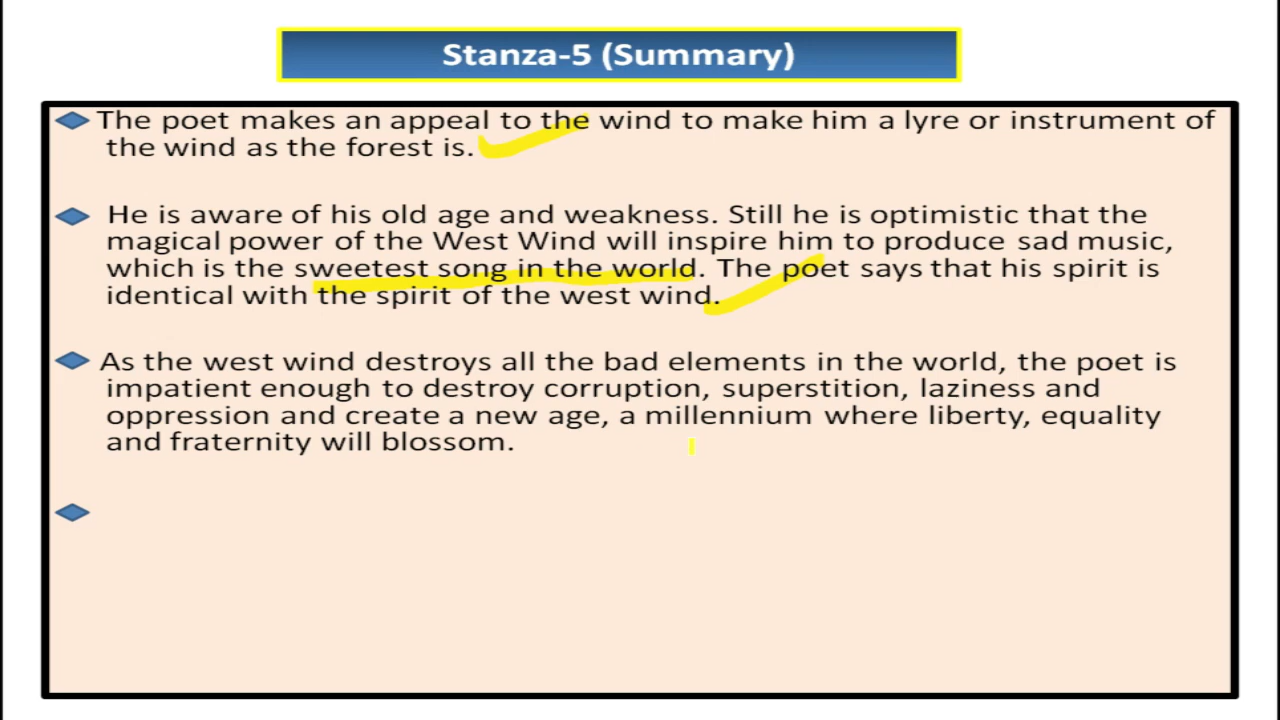 Stanza-5 (Summary)
The poet makes an appeal to the wind to make him a lyre or instrument of
the wind as the forest is.
He is aware of his old age and weakness. Still he is optimistic that the
magical power of the West Wind will inspire him to produce sad music,
which is the sweetest song in the world. The poet says that his spirit is
identical with the spirit of the west wind.
As the west wind destroys all the bad elements in the world, the poet is
impatient enough to destroy corruption, superstition, laziness and
oppression and create a new age, a millennium where liberty, equality
and fraternity will blossom.